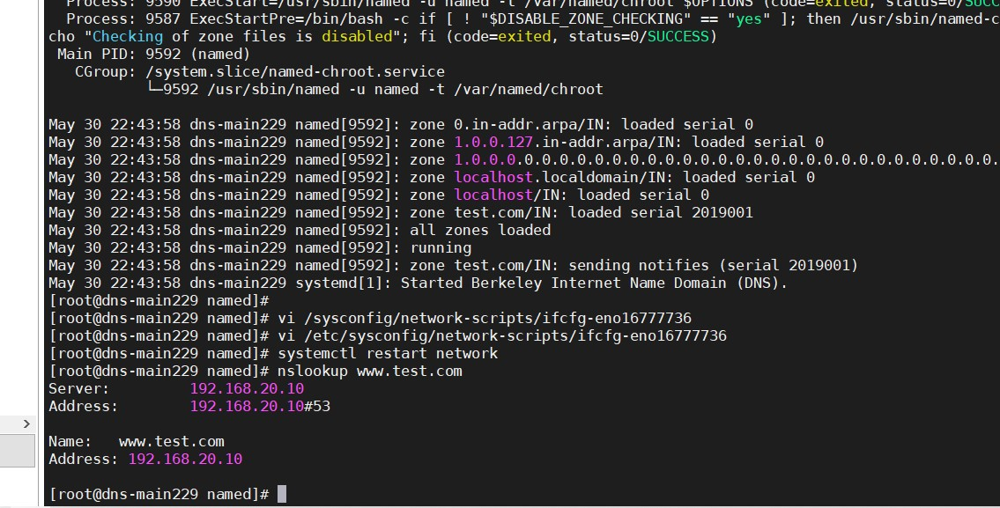 Process: 9590 ExecStart=/usr/sbin/named -u named -t /var/named/chroot $OPTIONS (code=exited, status=0/SUCC
Process: 9587 ExecStartPre=/bin/bash -c if [ ! "$DISABLE_ZONE_CHECKING" == "yes" ]; then /usr/sbin/named-c
cho "Checking of zone files is disabled"; fi (code=exited, status=0/SUCCESS)
Main PID: 9592 (named)
CGroup: /system.slice/named-chroot.service
└─9592 /usr/sbin/named -u named -t /var/named/chroot
May 30 22:43:58 dns-main229 named[9592]: zone 0.in-addr.arpa/IN: loaded serial 0
May 30 22:43:58 dns-main229 named[9592]: zone 1.0.0.127.in-addr.arpa/IN: loaded serial 0
May 30 22:43:58 dns-main229 named[9592]: zone 1.0.0.0.0.0.0.0.0.0.0.0.0.0.0.0.0.0.0.0.0.0.0.0.0.0.0.0.0.0.0.
May 30 22:43:58 dns-main229 named[9592]: zone localhost.localdomain/IN: loaded serial 0
May 30 22:43:58 dns-main229 named[9592]: zone localhost/IN: loaded serial 0
May 30 22:43:58 dns-main229 named[9592]: zone test.com/IN: loaded serial 2019001
May 30 22:43:58 dns-main229 named[9592]: all zones loaded
May 30 22:43:58 dns-main229 named[9592]: running
May 30 22:43:58 dns-main229 named[9592]: zone test.com/IN: sending notifies (serial 2019001)
May 30 22:43:58 dns-main229 systemd[1]: Started Berkeley Internet Name Domain (DNS).
[root@dns-main229 named]#
[root@dns-main229 named]# vi /sysconfig/network-scripts/ifcfg-eno16777736
[root@dns-main229 named]# vi /etc/sysconfig/network-scripts/ifcfg-eno16777736
[root@dns-main229 named]# systemctl restart network
[root@dns-main229 named]# nslookup www.test.com
Server: 192.168.20.10
Address: 192.168.20.10#53
Name: www.test.com
Address: 192.168.20.10
[root@dns-main229 named]#